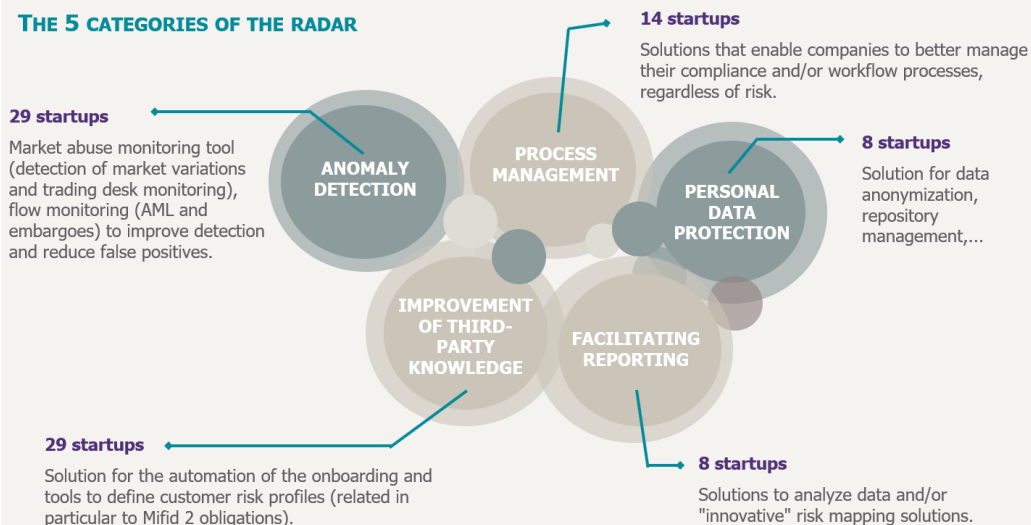 THE 5 CATEGORIES OF THE RADAR
14 startups
Solutions that enable companies to better manage
their compliance and/or workflow processes,
regardless of risk.
29 startups
Market abuse monitoring tool
(detection of market variations
and trading desk monitoring),
flow monitoring (AML and
embargoes) to improve detection
and reduce false positives.
ANOMALY
DETECTION
PROCESS
MANAGEMENT
PERSONAL
DATA
PROTECTION
8 startups
Solution for data
anonymization,
repository
management,...
IMPROVEMENT
OF THIRD-
PARTY
KNOWLEDGE
FACILITATING
REPORTING
29 startups
Solution for the automation of the onboarding and
tools to define customer risk profiles (related in
particular to Mifid 2 obligations).
8 startups
Solutions to analyze data and/or
"innovative" risk mapping solutions.